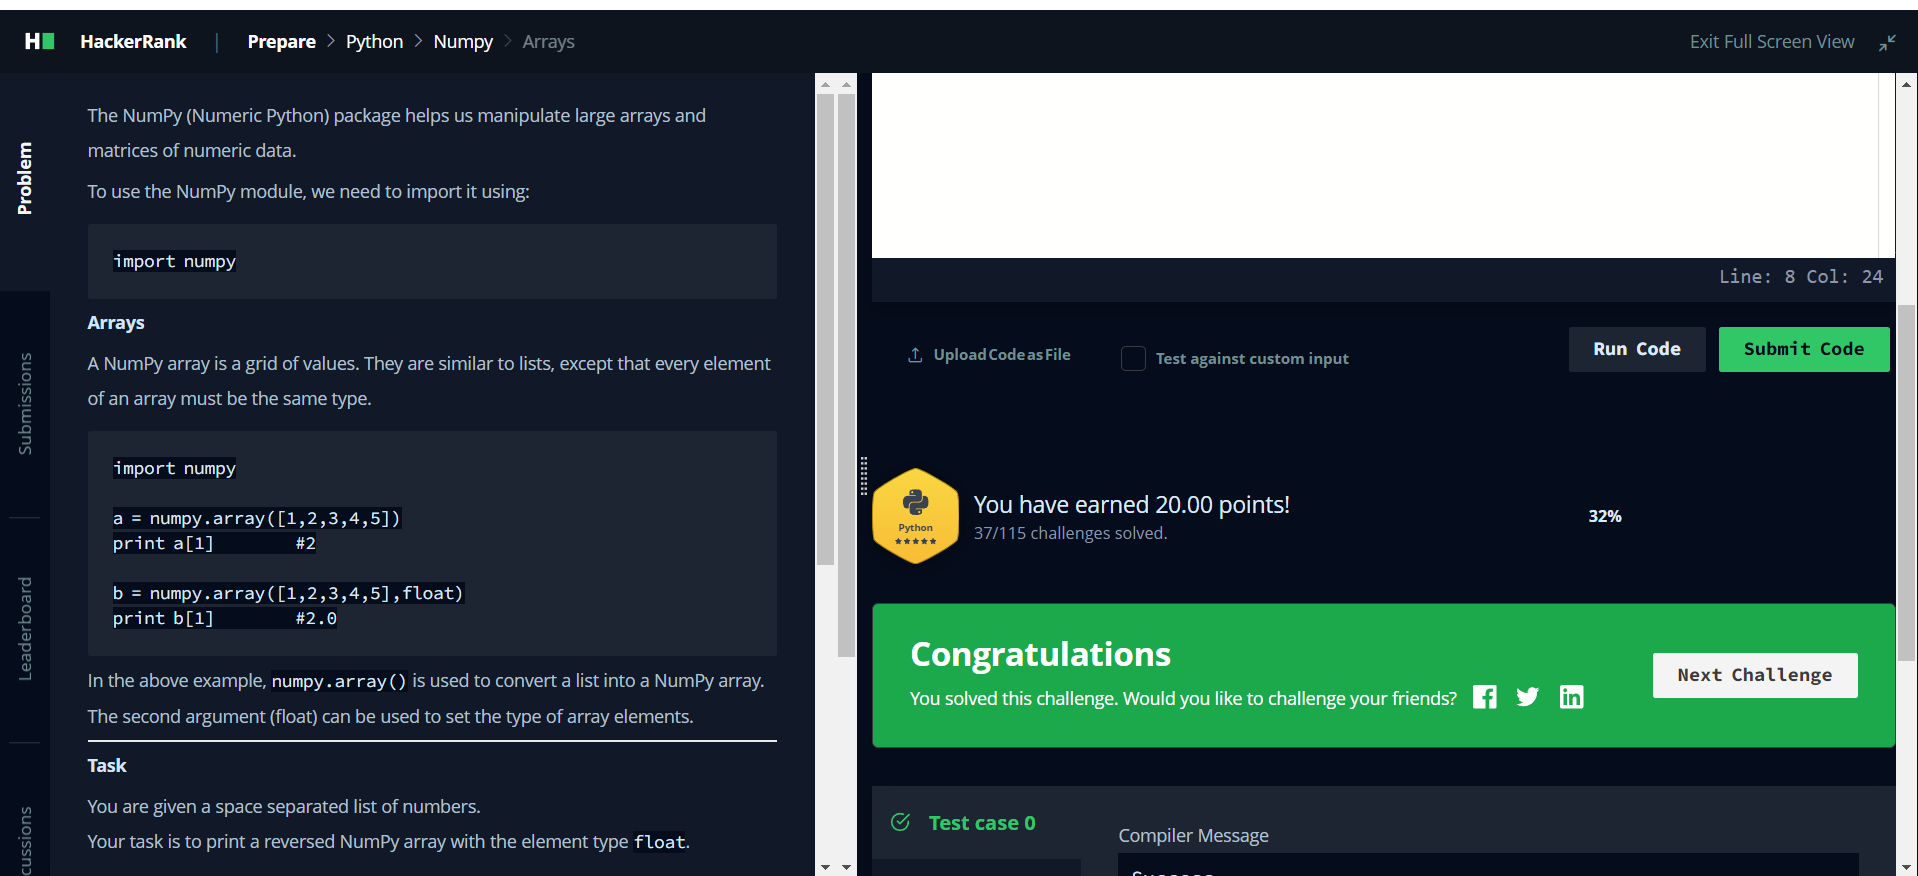 HackerRank | Prepare > Python > Numpy > Arrays
Exit Full Screen View
Problem
Submissions
Leaderboard
cussions
The NumPy (Numeric Python) package helps us manipulate large arrays and
matrices of numeric data.
To use the NumPy module, we need to import it using:
import numpy
Arrays
A NumPy array is a grid of values. They are similar to lists, except that every element
of an array must be the same type.
import numpy
a = numpy.array([1,2,3,4,5])
print a[1]        #2
b = numpy.array([1,2,3,4,5],float)
print b[1]        #2.0
In the above example, numpy.array() is used to convert a list into a NumPy array.
The second argument (float) can be used to set the type of array elements.
Task
You are given a space separated list of numbers.
Your task is to print a reversed NumPy array with the element type float.
Line: 8 Col: 24
Upload Code as File
Test against custom input
Run Code
Submit Code
Python
You have earned 20.00 points!
37/115 challenges solved.
32%
Congratulations
You solved this challenge. Would you like to challenge your friends?
Next Challenge
Test case 0
Compiler Message